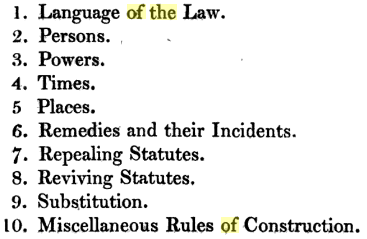 1. Language of the Law.
2. Persons.
3. Powers.
4. Times.
5 Places.
6. Remedies and their Incidents.
7. Repealing Statutes.
8. Reviving Statutes.
9. Substitution.
10. Miscellaneous Rules of Construction.